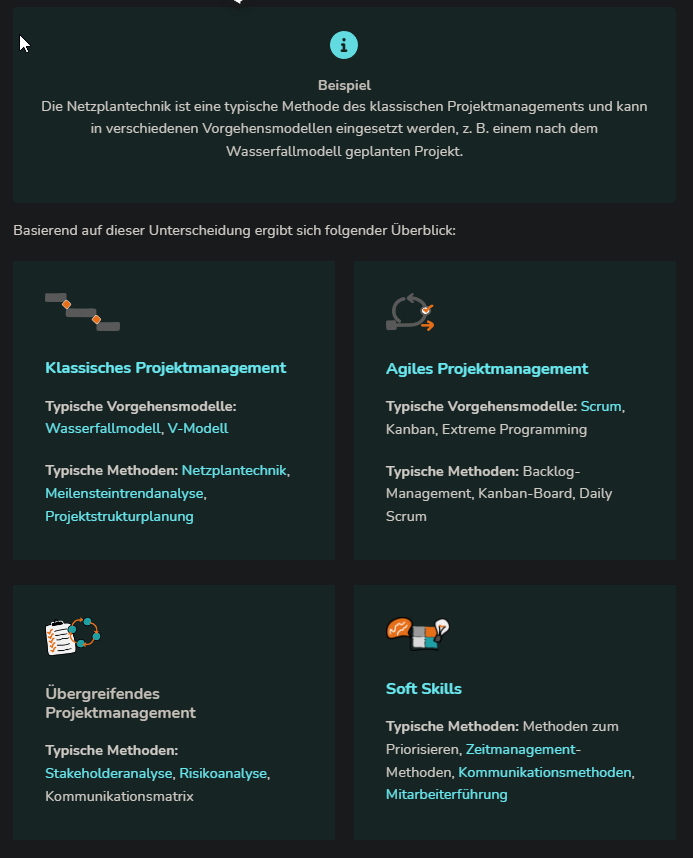 Beispiel
Die Netzplantechnik ist eine typische Methode des klassischen Projektmanagements und kann
in verschiedenen Vorgehensmodellen eingesetzt werden, z. B. einem nach dem
Wasserfallmodell geplanten Projekt.
Basierend auf dieser Unterscheidung ergibt sich folgender Überblick:
Klassisches Projektmanagement
Typische Vorgehensmodelle:
Wasserfallmodell, V-Modell
Typische Methoden: Netzplantechnik,
Meilensteintrendanalyse,
Projektstrukturplanung
Agiles Projektmanagement
Typische Vorgehensmodelle: Scrum,
Kanban, Extreme Programming
Typische Methoden: Backlog-
Management, Kanban-Board, Daily
Scrum
Übergreifendes
Projektmanagement
Typische Methoden:
Stakeholderanalyse, Risikoanalyse,
Kommunikationsmatrix
Soft Skills
Typische Methoden: Methoden zum
Priorisieren, Zeitmanagement-
Methoden, Kommunikationsmethoden,
Mitarbeiterführung